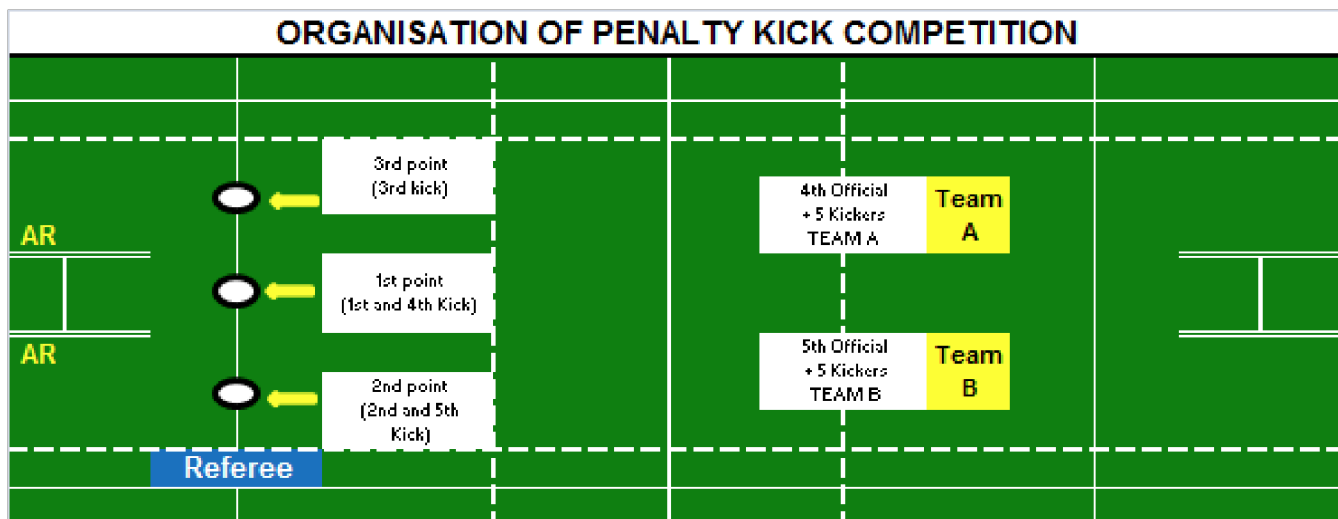 ORGANISATION OF PENALTY KICK COMPETITION
3rd point
(3rd kick)
4th Official
+ 5 Kickers
TEAM A
Team
A
AR
1st point
(1st and 4th Kick)
AR
5th Official
+ 5 Kickers
TEAM B
Team
B
2nd point
(2nd and 5th
Kick)
Referee